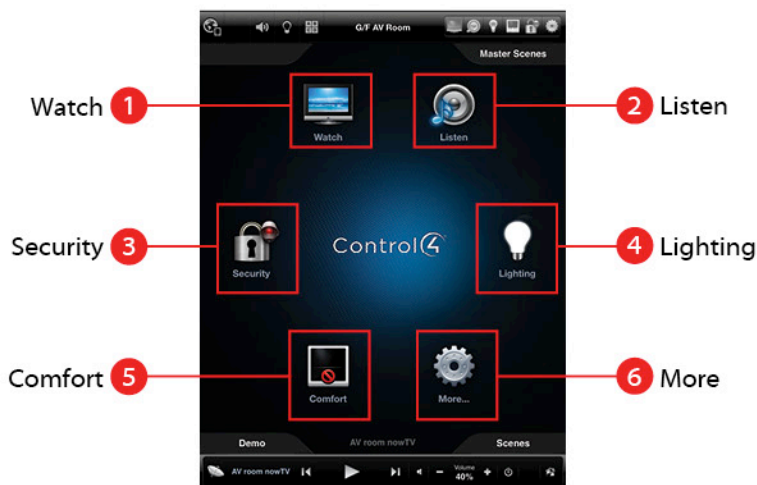 G/F AV Room
Master Scenes
Watch 1
2 Listen
Watch
Listen
Security 3
4 Lighting
Control4
Security
Lighting
Comfort 5
6 More
Comfort
More...
Demo
AV room nowTV
Scenes
AV room nowTV
Volume
40%